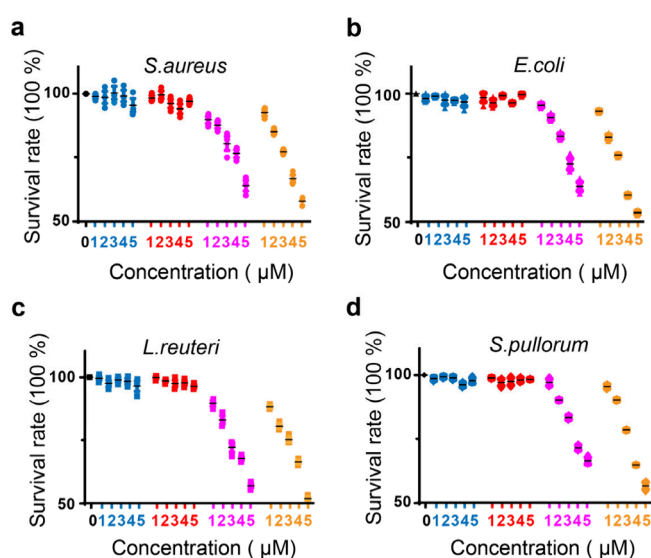 a
S.aureus
Survival rate (100 %)
100
50
0 12345 12345 12345 12345
Concentration ( μM)
b
E.coli
Survival rate (100 %)
100
50
0 12345 12345 12345 12345
Concentration ( μM)
c
L.reuteri
Survival rate (100 %)
100
50
0 12345 12345 12345 12345
Concentration ( μM)
d
S.pullorum
Survival rate (100 %)
100
50
0 12345 12345 12345 12345
Concentration ( μM)